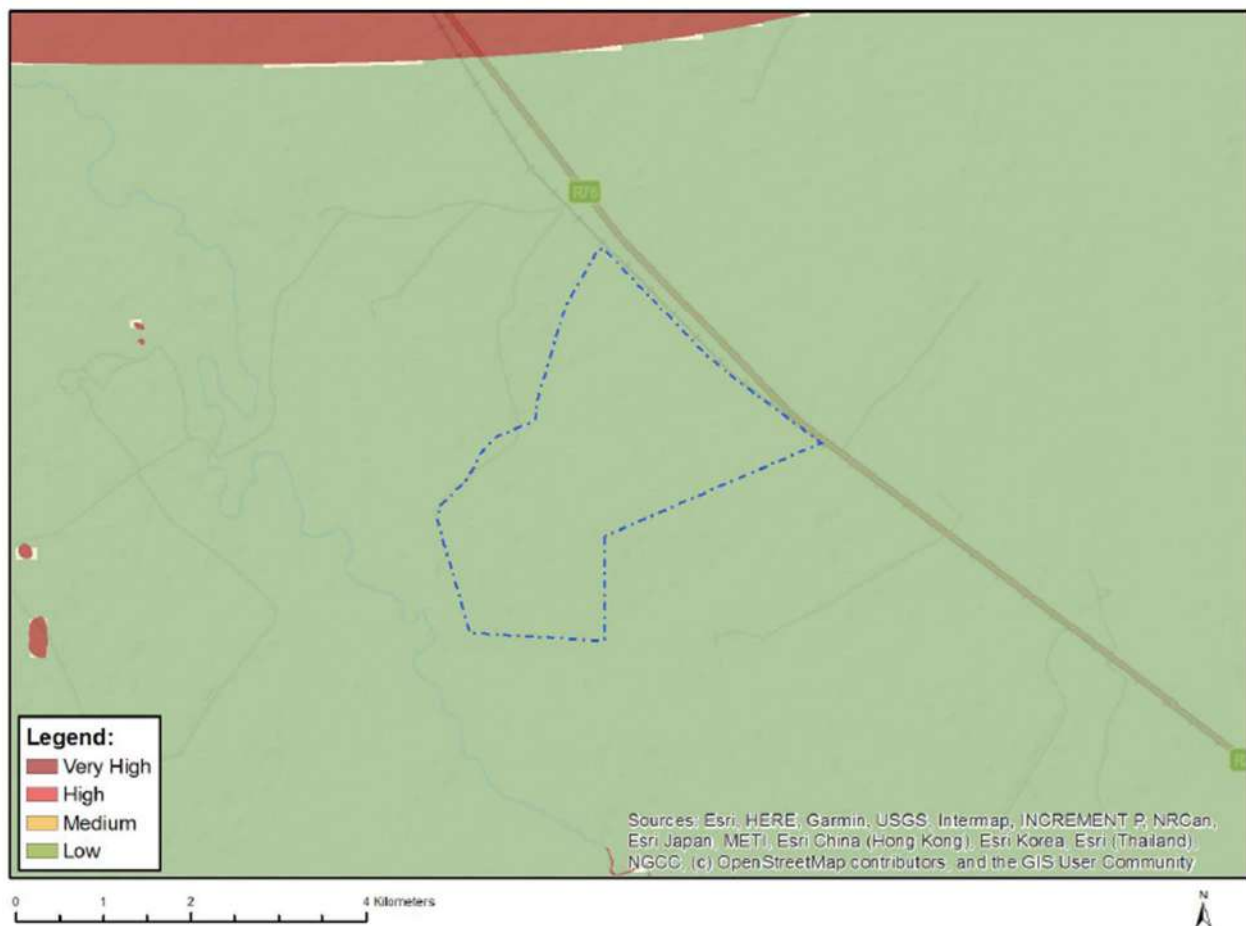 R76
R
Legend:
Very High
High
Medium
Low
Sources: Esri, HERE, Garmin, USGS, Intermap, INCREMENT P, NRCan,
Esri Japan, METI, Esri China (Hong Kong), Esri Korea, Esri (Thailand),
NGCC, (c) OpenStreetMap contributors, and the GIS User Community
0 1 2 4 Kilometers
N